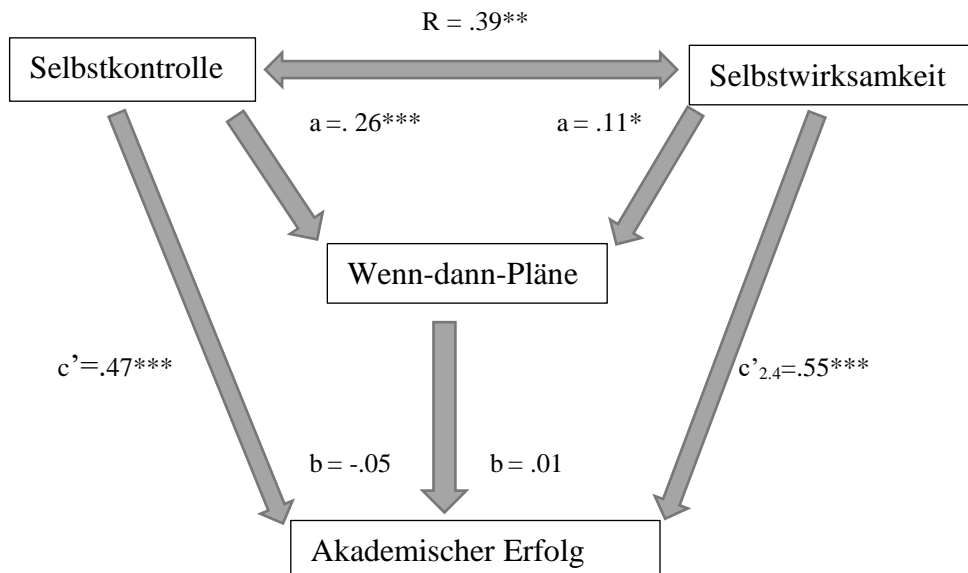 R = .39**
Selbstkontrolle
Selbstwirksamkeit
a =. 26***
a = .11*
Wenn-dann-Pläne
c’=.47***
c’2.4=.55***
b = -.05
b = .01
Akademischer Erfolg